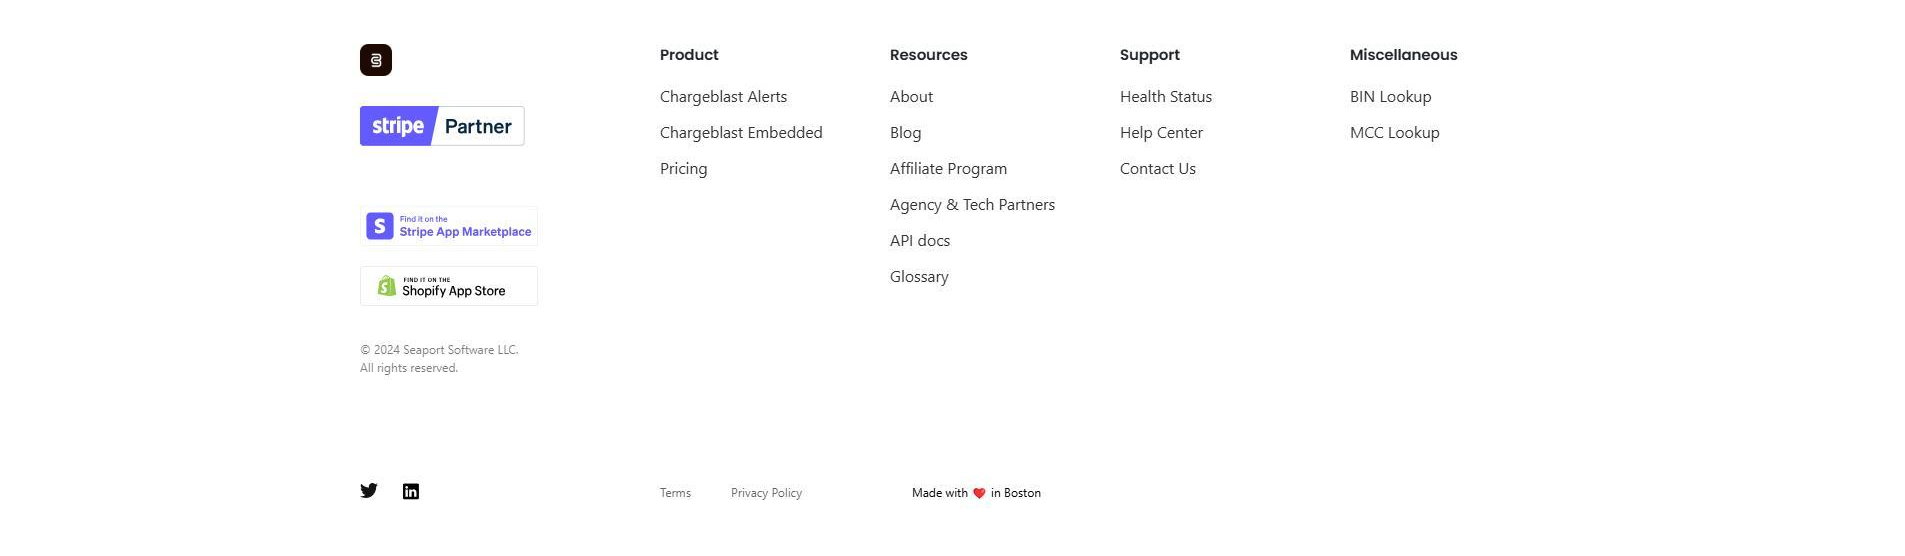 stripe Partner
Find it on the
Stripe App Marketplace
FIND IT ON THE
Shopify App Store
© 2024 Seaport Software LLC.
All rights reserved.
Product
Chargeblast Alerts
Chargeblast Embedded
Pricing
Resources
About
Blog
Affiliate Program
Agency & Tech Partners
API docs
Glossary
Support
Health Status
Help Center
Contact Us
Miscellaneous
BIN Lookup
MCC Lookup
Terms
Privacy Policy
Made with ❤️ in Boston